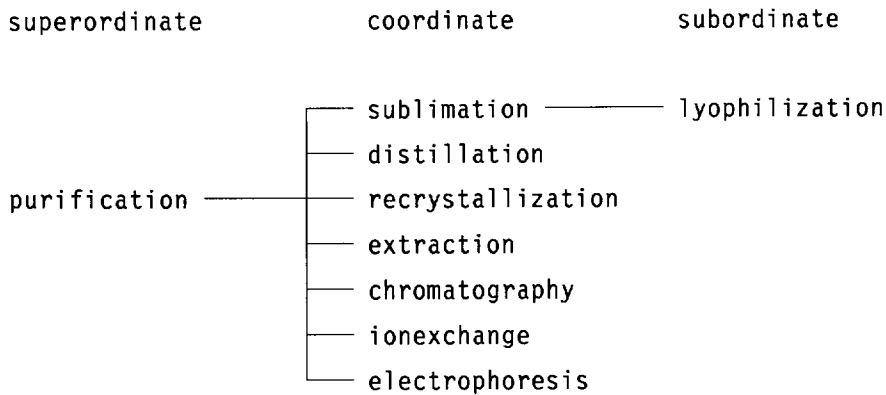 superordinate coordinate subordinate
sublimation lyophilization
distillation
purification recrystallization
extraction
chromatography
ionexchange
electrophoresis